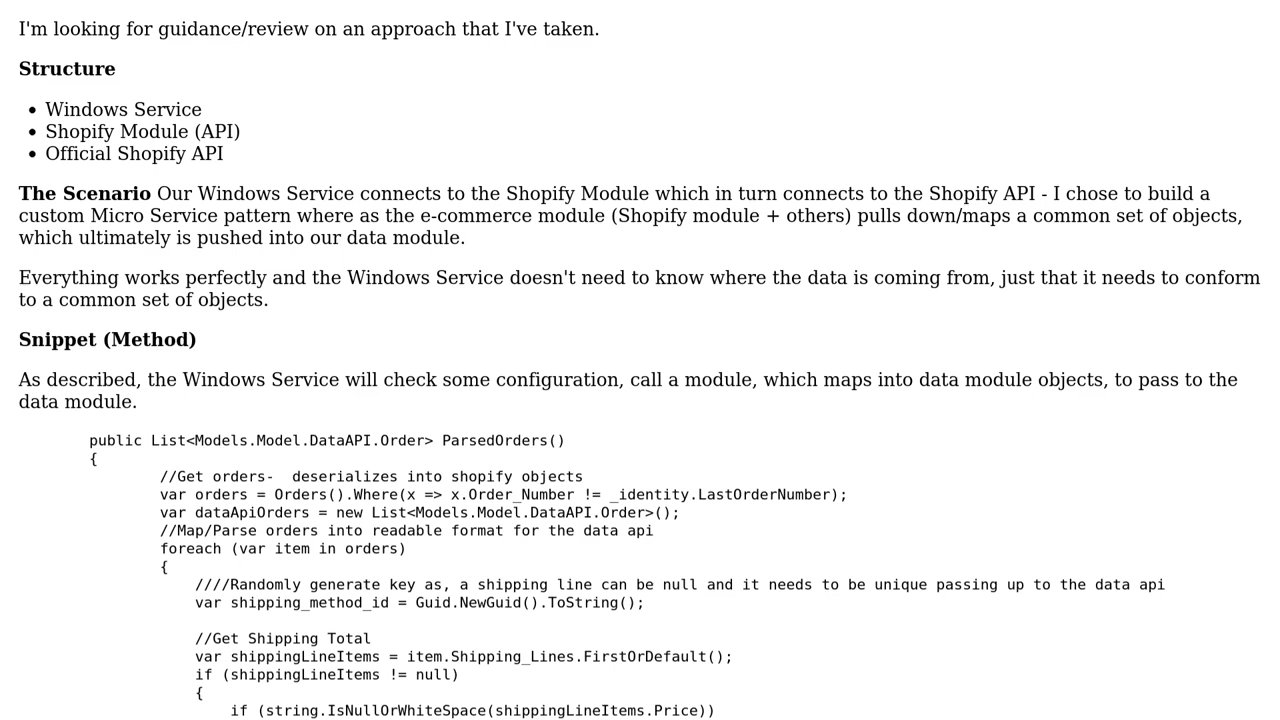 I'm looking for guidance/review on an approach that I've taken.
Structure
• Windows Service
• Shopify Module (API)
• Official Shopify API
The Scenario Our Windows Service connects to the Shopify Module which in turn connects to the Shopify API - I chose to build a
custom Micro Service pattern where as the e-commerce module (Shopify module + others) pulls down/maps a common set of objects,
which ultimately is pushed into our data module.
Everything works perfectly and the Windows Service doesn't need to know where the data is coming from, just that it needs to conform
to a common set of objects.
Snippet (Method)
As described, the Windows Service will check some configuration, call a module, which maps into data module objects, to pass to the
data module.
public List<Models.Model.DataAPI.Order> ParsedOrders()
{
//Get orders-  deserializes into shopify objects
var orders = Orders().Where(x => x.Order_Number != _identity.LastOrderNumber);
var dataApiOrders = new List<Models.Model.DataAPI.Order>();
//Map/Parse orders into readable format for the data api
foreach (var item in orders)
{
////Randomly generate key as, a shipping line can be null and it needs to be unique passing up to the data api
var shipping_method_id = Guid.NewGuid().ToString();
//Get Shipping Total
var shippingLineItems = item.Shipping_Lines.FirstOrDefault();
if (shippingLineItems != null)
{
if (string.IsNullOrWhiteSpace(shippingLineItems.Price))